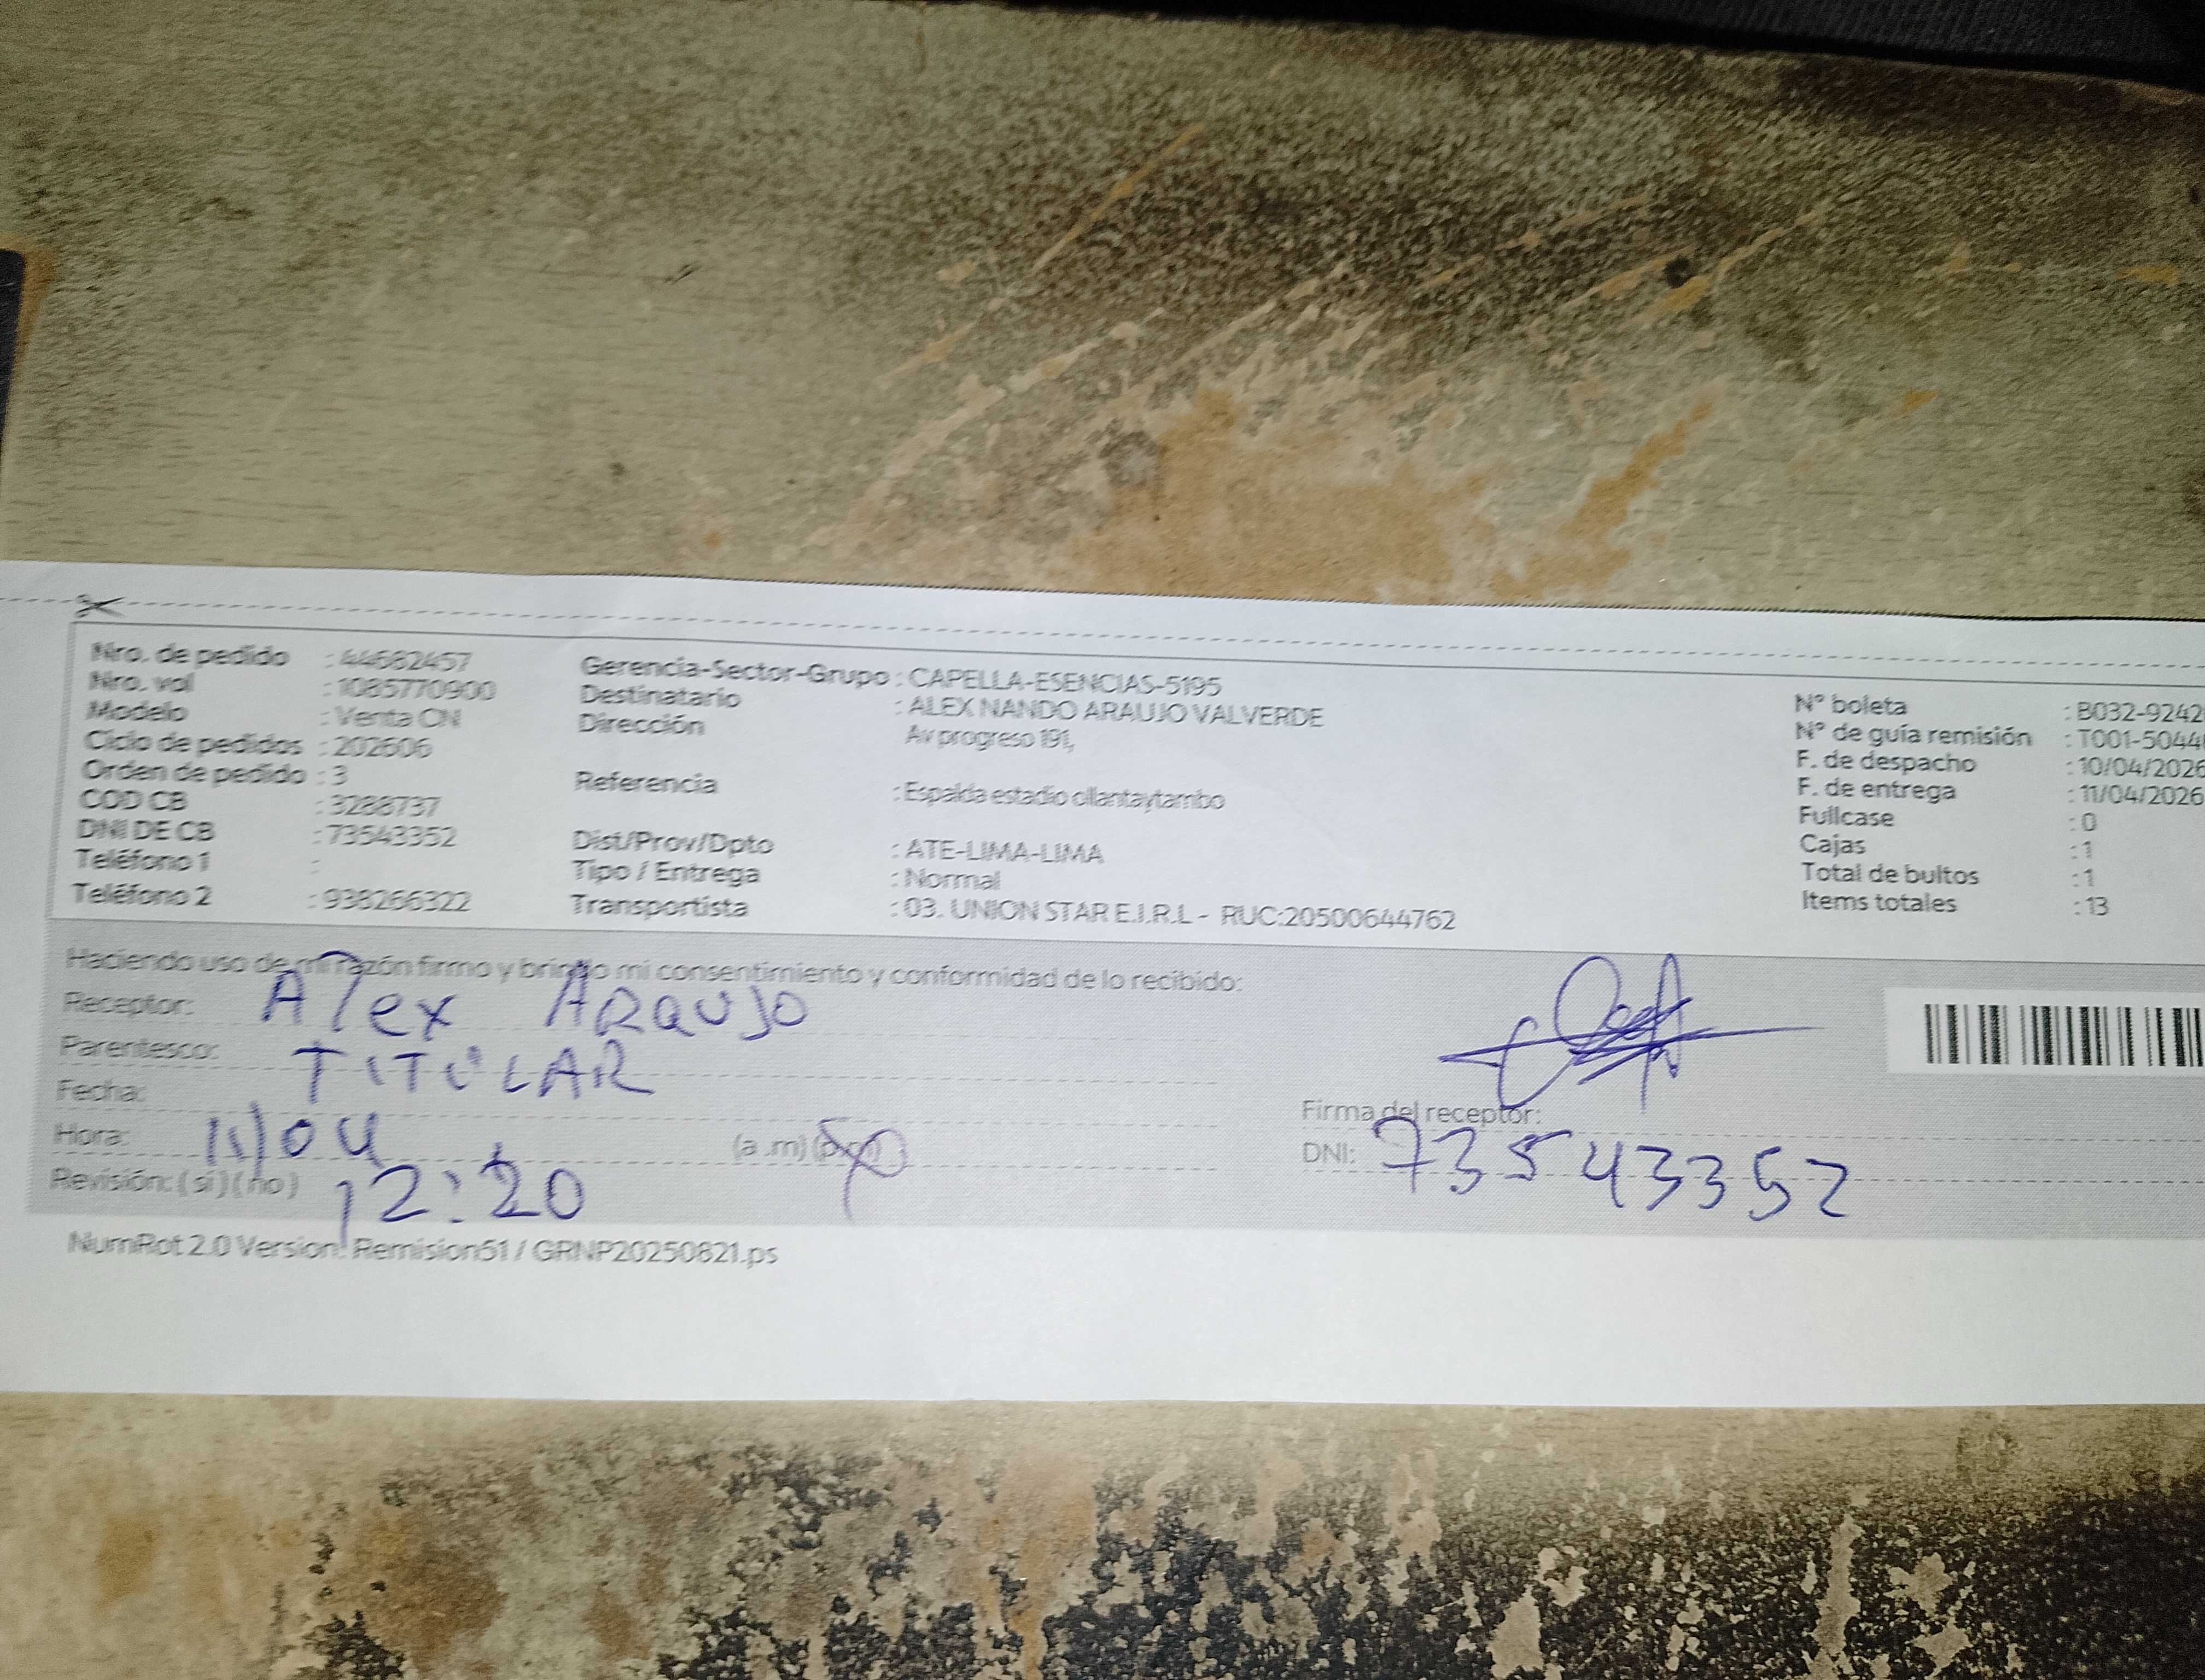 Nro. de pedido : 44682457
Nro. vol : 1085770900
Modelo : Venta CN
Ciclo de pedidos : 202606
Orden de pedido : 3
COD CB : 3288737
DNI DE CB : 73543352
Teléfono 1 :
Teléfono 2 : 938266322
Gerencia-Sector-Grupo : CAPELLA-ESENCIAS-5195
Destinatario : ALEX NANDO ARAUJO VALVERDE
Dirección Av progreso 191,
Referencia : Espalda estadio ollantaytambo
Dist/Prov/Dpto : ATE-LIMA-LIMA
Tipo / Entrega : Normal
Transportista : 03. UNION STAR E.I.R.L - RUC:20500644762
N° boleta : B032-9242
N° de guía remisión : T001-5044
F. de despacho : 10/04/2026
F. de entrega : 11/04/2026
Fullcase : 0
Cajas : 1
Total de bultos : 1
Items totales : 13
Haciendo uso de mi razón firmo y brindo mi consentimiento y conformidad de lo recibido:
Receptor: Alex ARAUJO
Parentesco: TITULAR
Fecha: 11/04
Hora: 12:20 (a .m) (p.m)
Revisión: ( si ) ( no )
Firma del receptor:
DNI: 73543352
NumRot 2.0 Version: Remision51 / GRNP20250821.ps